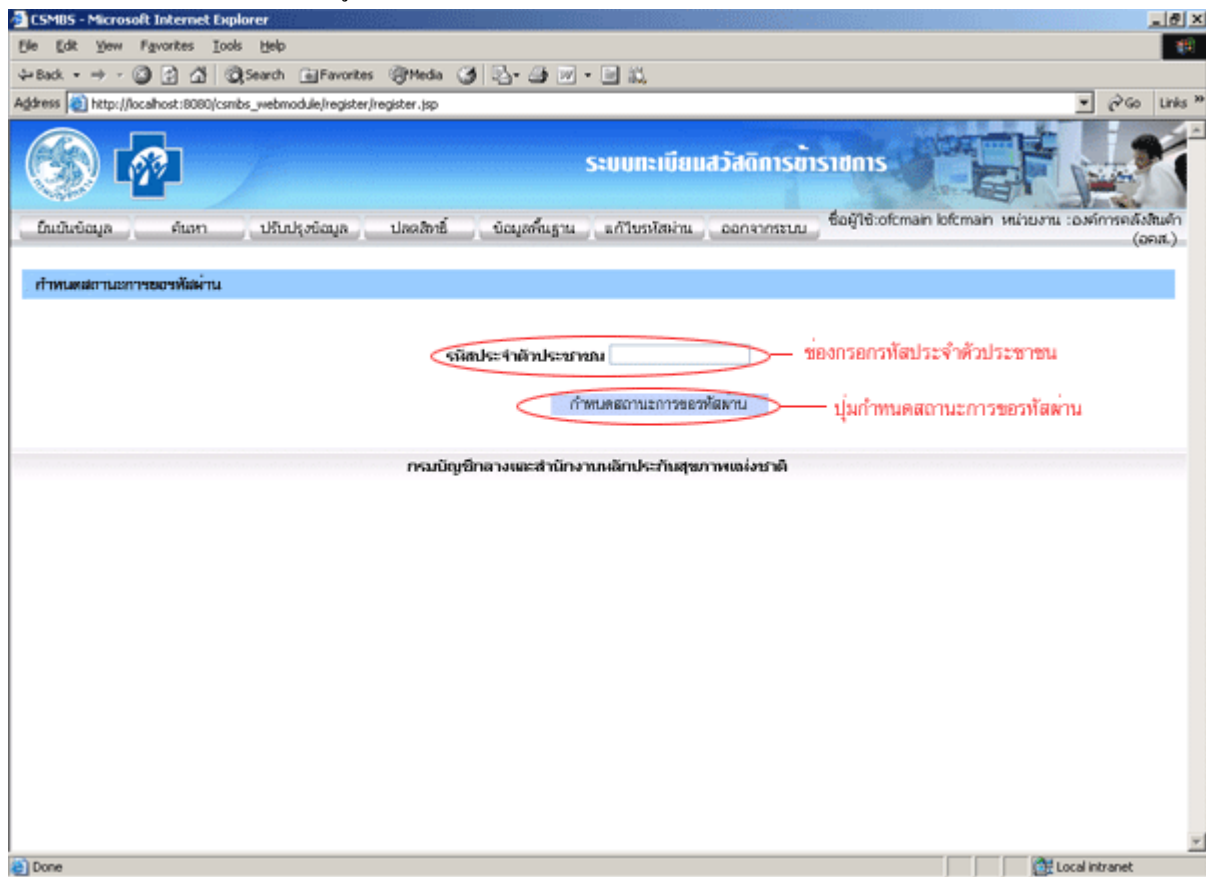 CSMBS - Microsoft Internet Explorer
File Edit View Favorites Tools Help
Back Search Favorites Media
Address http://localhost:8080/csmbs_webmodule/register/register.jsp Go Links »
ระบบทะเบียนสวัสดิการข้าราชการ
ยืนยันข้อมูล ค้นหา ปรับปรุงข้อมูล ปลดสิทธิ์ ข้อมูลพื้นฐาน แก้ไขรหัสผ่าน ออกจากระบบ ชื่อผู้ใช้:ofcmain lofcmain หน่วยงาน :องค์การคลังสินค้า
(อคส.)
กำหนดสถานะการขอรหัสผ่าน
รหัสประจำตัวประชาชน ช่องกรอกรหัสประจำตัวประชาชน
กำหนดสถานะการขอรหัสผ่าน ปุ่มกำหนดสถานะการขอรหัสผ่าน
กรมบัญชีกลางและสำนักงานหลักประกันสุขภาพแห่งชาติ
Done Local intranet